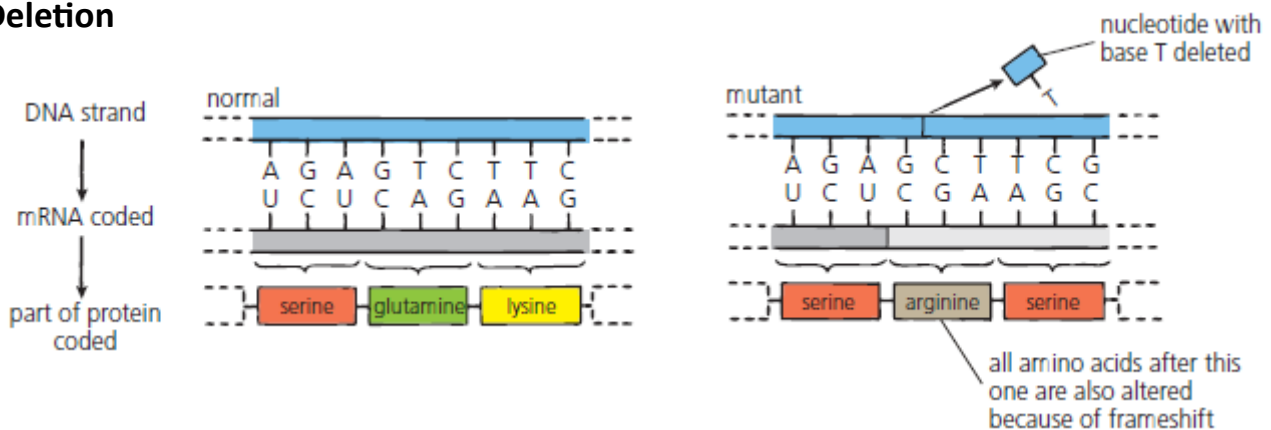 Deletion
DNA strand
mRNA coded
part of protein
coded
normal
A G A G T C T T C
U C U C A G A A G
serine glutamine lysine
mutant
nucleotide with
base T deleted
T
A G A G C T T C G
U C U C G A A G C
serine arginine serine
all amino acids after this
one are also altered
because of frameshift